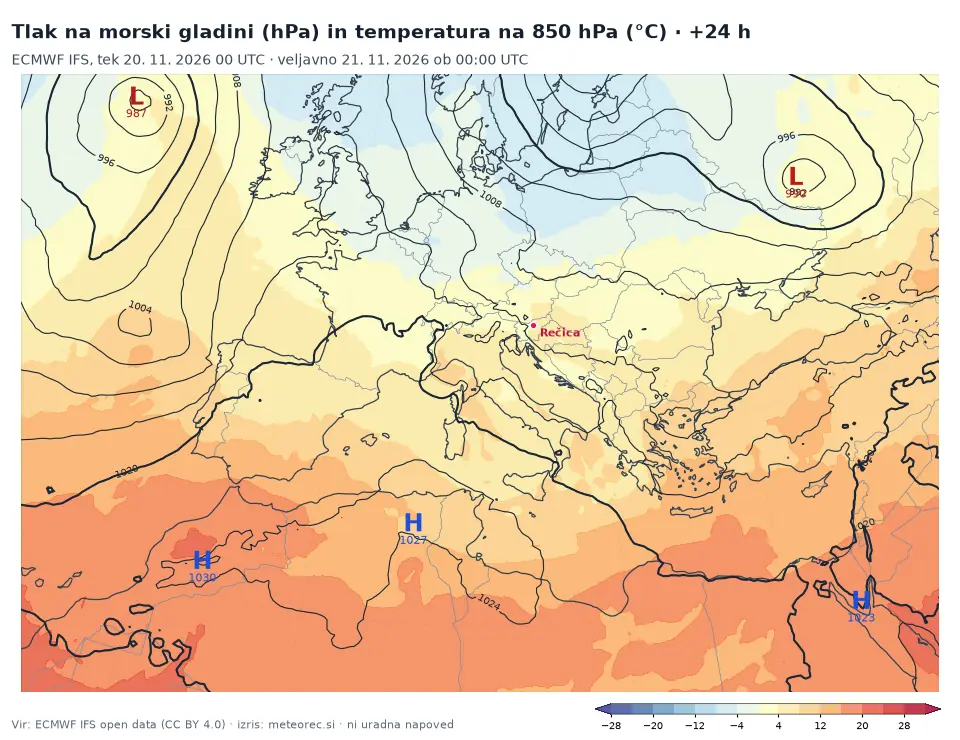 Tlak na morski gladini (hPa) in temperatura na 850 hPa (°C) · +24 h
ECMWF IFS, tek 20. 11. 2026 00 UTC · veljavno 21. 11. 2026 ob 00:00 UTC
L
987
992
996
996
L
992
1008
1004
Rečica
1020
1020
H
1027
H
1030
H
1023
1024
Vir: ECMWF IFS open data (CC BY 4.0) · izris: meteorec.si · ni uradna napoved
−28 −20 −12 −4 4 12 20 28